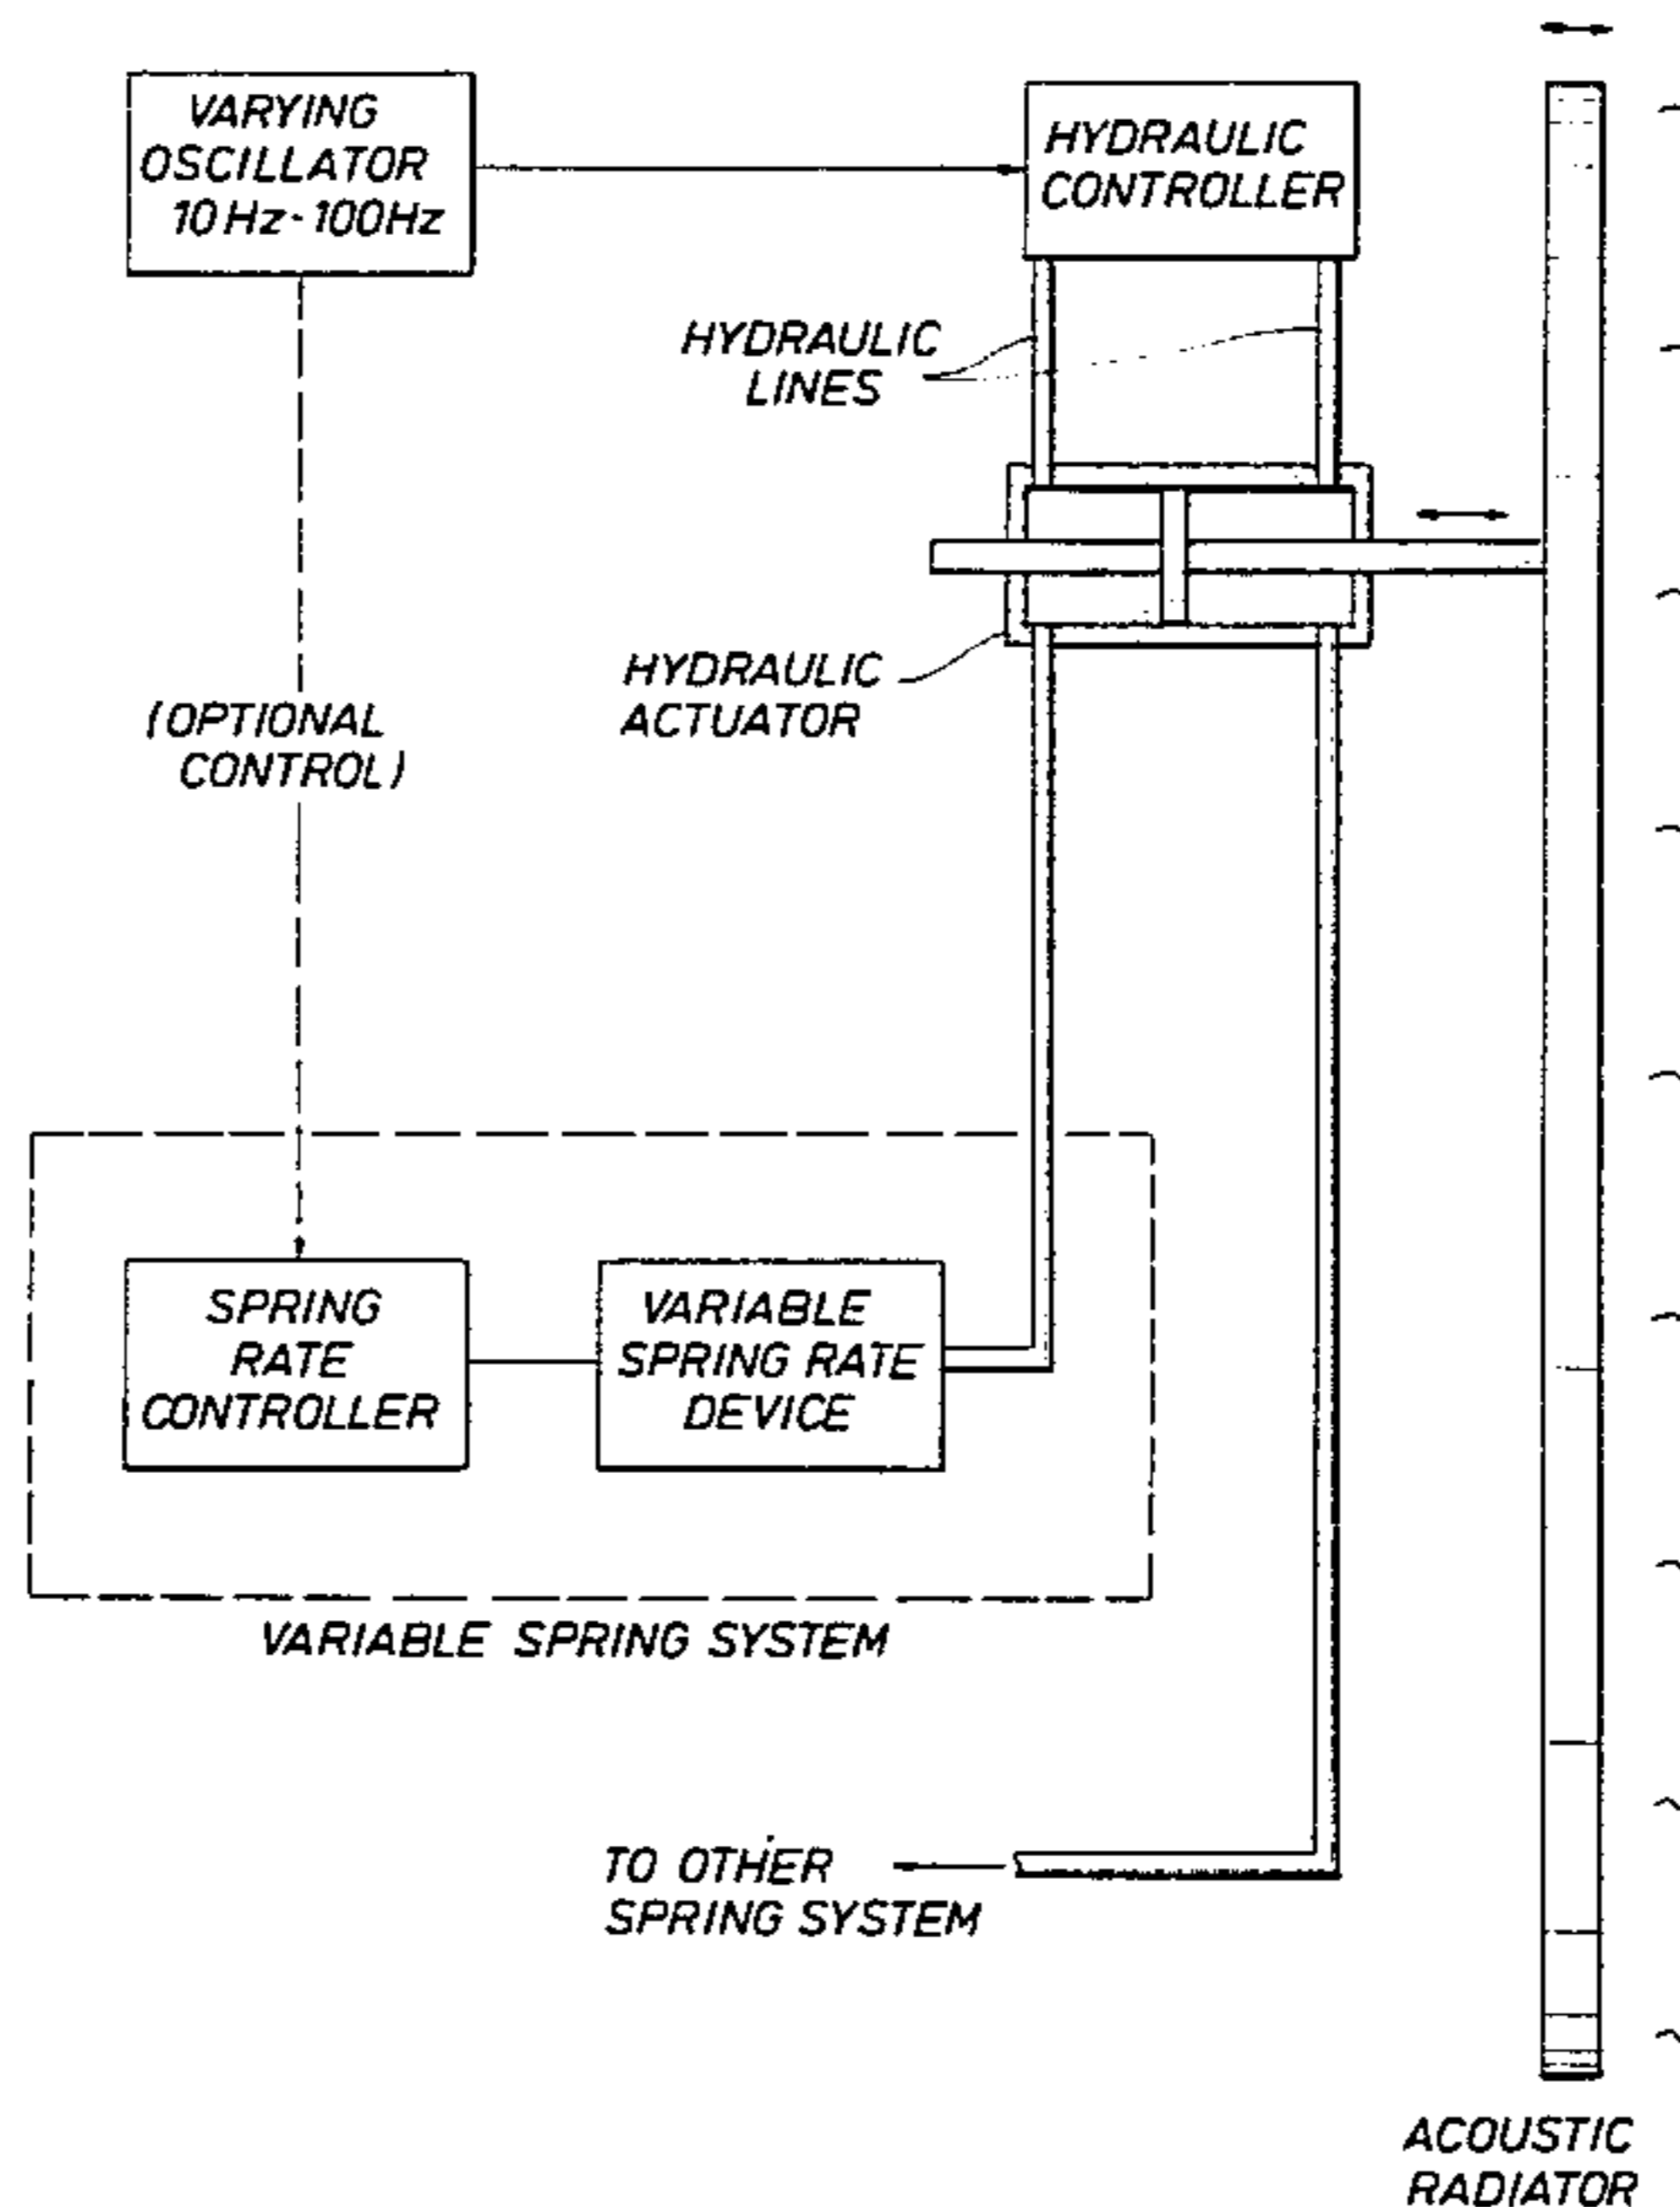 VARYING
OSCILLATOR
10 Hz-100Hz
HYDRAULIC
CONTROLLER
HYDRAULIC
LINES
HYDRAULIC
ACTUATOR
(OPTIONAL
CONTROL)
SPRING
RATE
CONTROLLER
VARIABLE
SPRING RATE
DEVICE
VARIABLE SPRING SYSTEM
TO OTHER
SPRING SYSTEM
ACOUSTIC
RADIATOR